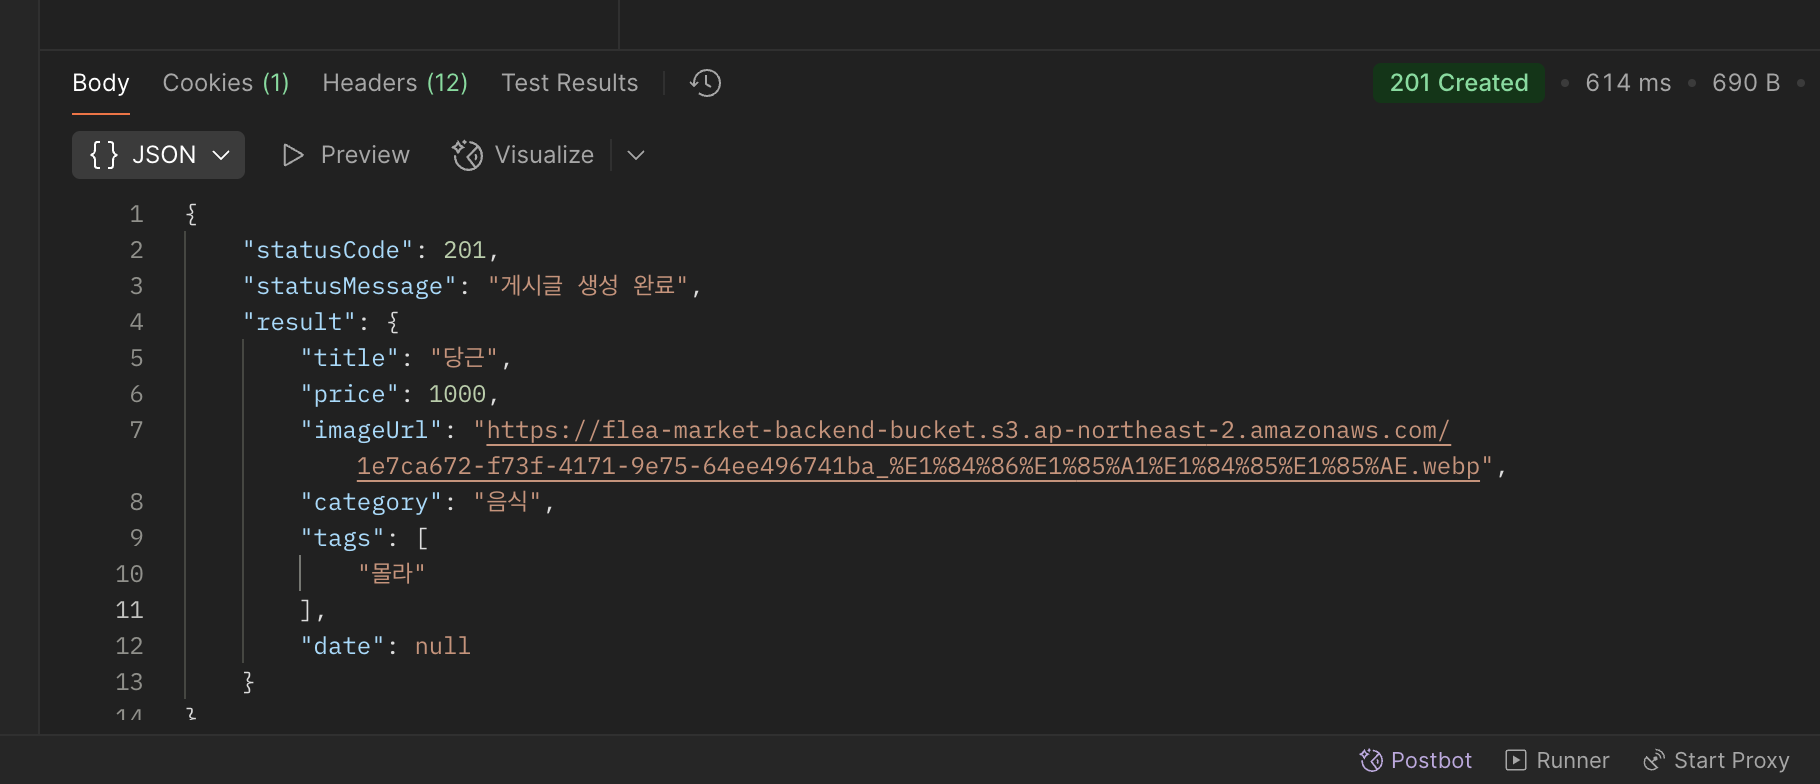 Body Cookies (1) Headers (12) Test Results 201 Created • 614 ms • 690 B •
{ } JSON Preview Visualize
1 {
2 "statusCode": 201,
3 "statusMessage": "게시글 생성 완료",
4 "result": {
5 "title": "당근",
6 "price": 1000,
7 "imageUrl": "https://flea-market-backend-bucket.s3.ap-northeast-2.amazonaws.com/
1e7ca672-f73f-4171-9e75-64ee496741ba_%E1%84%86%E1%85%A1%E1%84%85%E1%85%AE.webp",
8 "category": "음식",
9 "tags": [
10 "몰라"
11 ],
12 "date": null
13 }
14 }
Postbot Runner Start Proxy